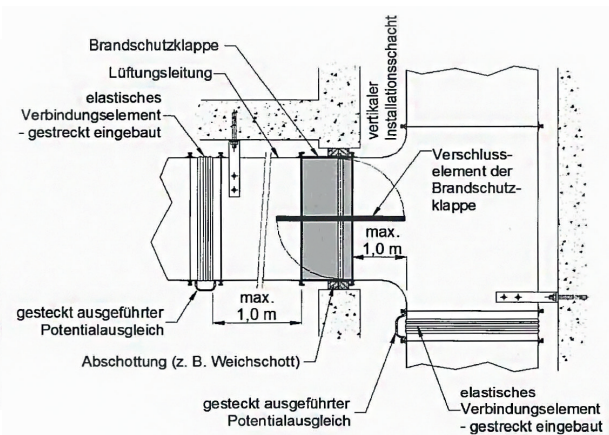 Brandschutzklappe
Lüftungsleitung
elastisches
Verbindungselement
- gestreckt eingebaut
vertikaler
Installationsschacht
Verschluss-
element der
Brandschutz-
klappe
max.
1,0 m
max.
1,0 m
gesteckt ausgeführter
Potentialausgleich
Abschottung (z. B. Weichschott)
gesteckt ausgeführter
Potentialausgleich
elastisches
Verbindungselement
- gestreckt eingebaut